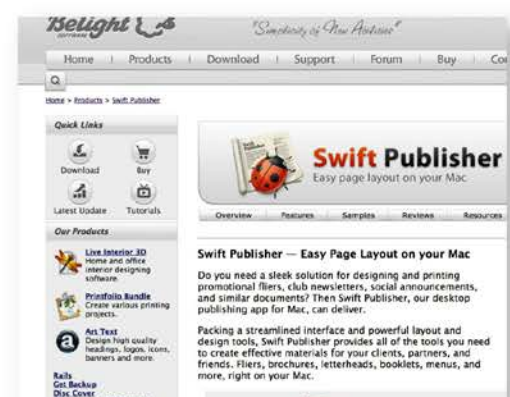 Belight
SOFTWARE
"Simplicity is New Aesthetic"
Home
Products
Download
Support
Forum
Buy
Home > Products > Swift Publisher
Quick Links
Download
Buy
Latest Update
Tutorials
Our Products
Live Interior 3D
Home and office
interior designing
software.
Printfolio Bundle
Create various printing
projects.
Art Text
Design high quality
headings, logos, icons,
banners and more.
Rails
Get Backup
Disc Cover
Swift Publisher
Easy page layout on your Mac
Overview
Features
Samples
Reviews
Resources
Swift Publisher — Easy Page Layout on your Mac
Do you need a sleek solution for designing and printing
promotional fliers, club newsletters, social announcements,
and similar documents? Then Swift Publisher, our desktop
publishing app for Mac, can deliver.
Packing a streamlined interface and powerful layout and
design tools, Swift Publisher provides all of the tools you need
to create effective materials for your clients, partners, and
friends. Fliers, brochures, letterheads, booklets, menus, and
more, right on your Mac.